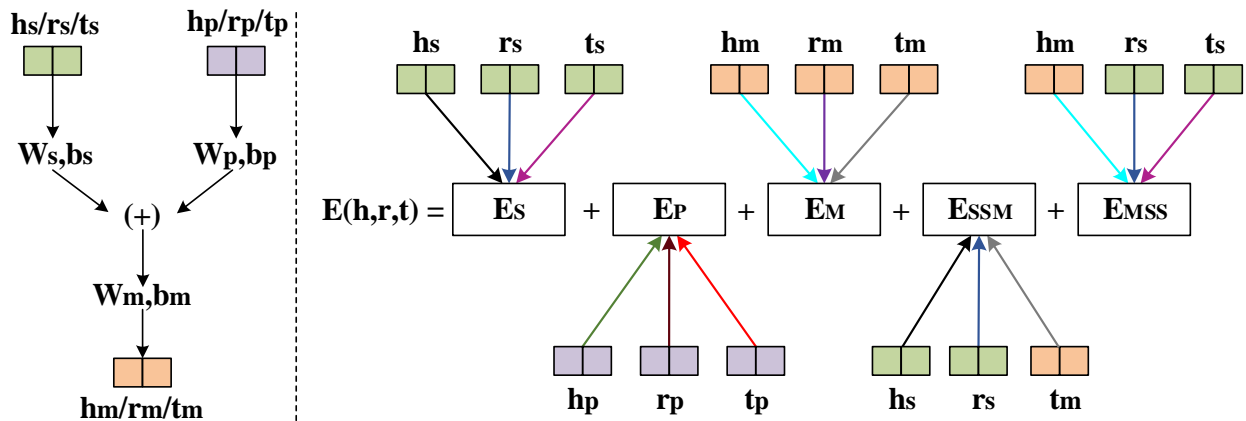 hs/rs/ts
hp/rp/tp
Ws,bs
Wp,bp
(+)
Wm,bm
hm/rm/tm
hs rs ts
hm rm tm
hm rs ts
E(h,r,t) = ES + EP + EM + ESSM + EMSS
hp rp tp
hs rs tm